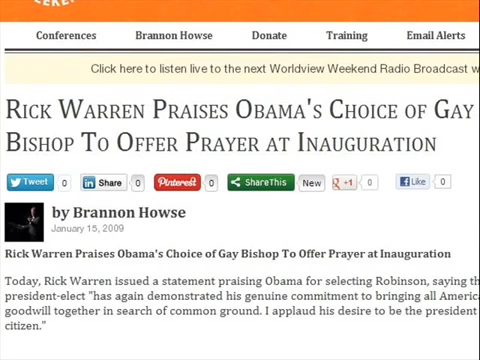 Conferences Brannon Howse Donate Training Email Alerts
Click here to listen live to the next Worldview Weekend Radio Broadcast w
Rick Warren Praises Obama's Choice of Gay
Bishop To Offer Prayer at Inauguration
Tweet 0 Share 0 Pinterest 0 ShareThis New +1 0 Like 0
by Brannon Howse
January 15, 2009
Rick Warren Praises Obama's Choice of Gay Bishop To Offer Prayer at Inauguration
Today, Rick Warren issued a statement praising Obama for selecting Robinson, saying th
president-elect "has again demonstrated his genuine commitment to bringing all Americ
goodwill together in search of common ground. I applaud his desire to be the president
citizen."